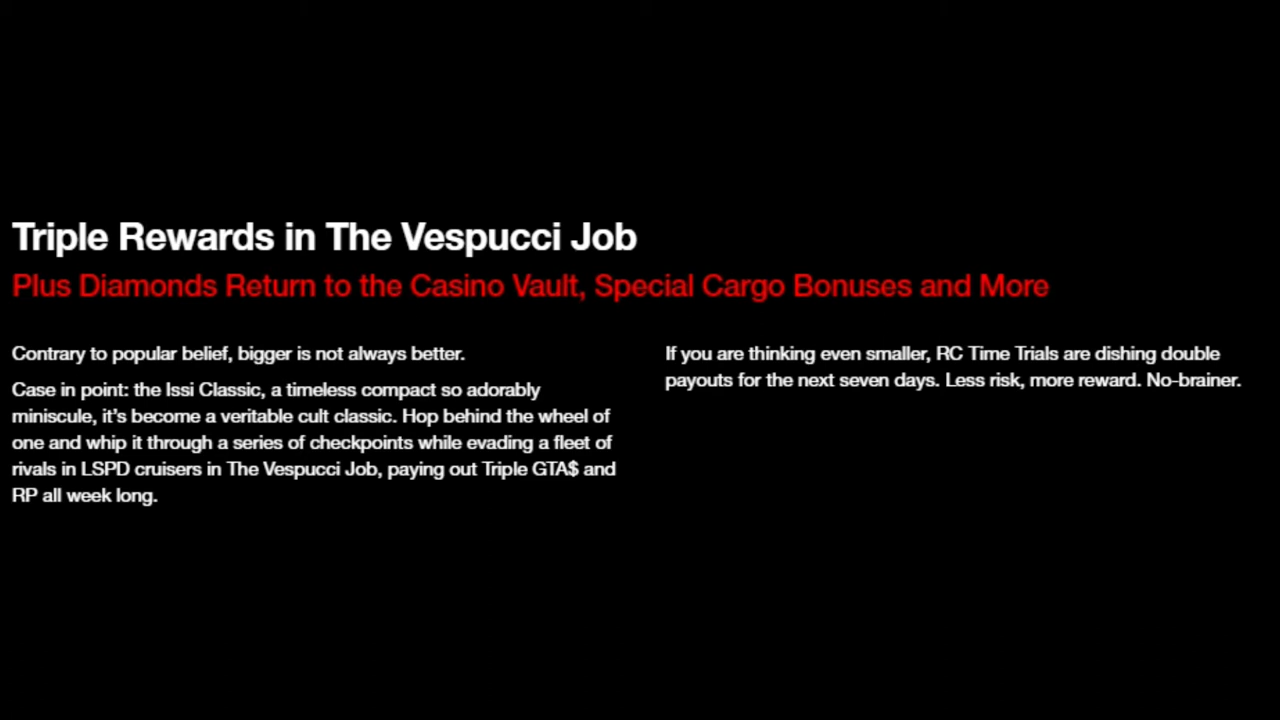 Triple Rewards in The Vespucci Job
Plus Diamonds Return to the Casino Vault, Special Cargo Bonuses and More
Contrary to popular belief, bigger is not always better.
Case in point: the Issi Classic, a timeless compact so adorably
miniscule, it's become a veritable cult classic. Hop behind the wheel of
one and whip it through a series of checkpoints while evading a fleet of
rivals in LSPD cruisers in The Vespucci Job, paying out Triple GTA$ and
RP all week long.
If you are thinking even smaller, RC Time Trials are dishing double
payouts for the next seven days. Less risk, more reward. No-brainer.